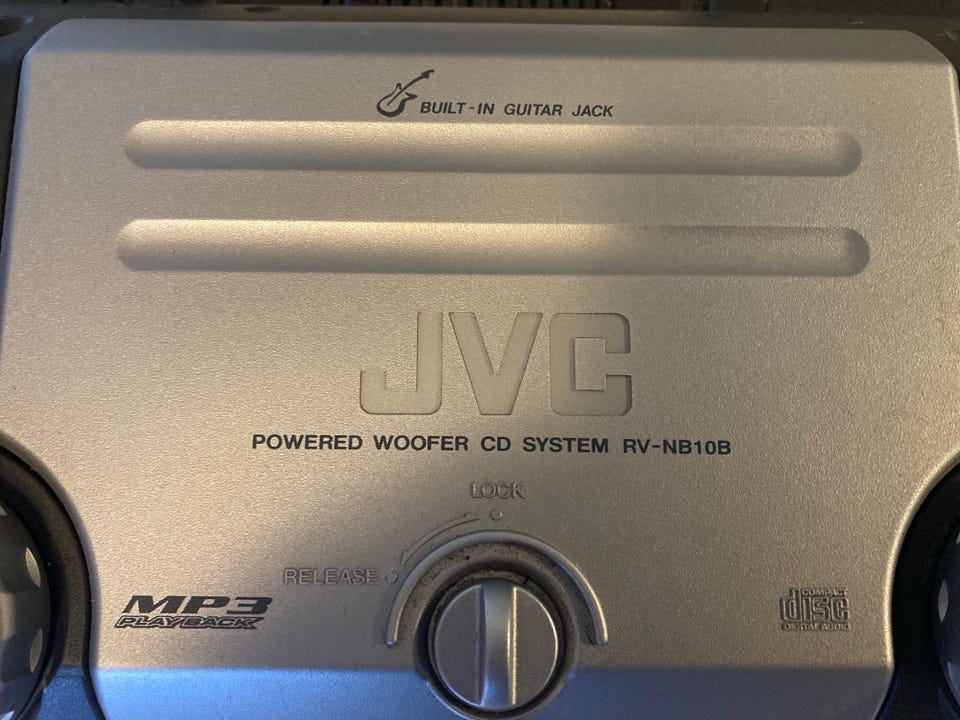 BUILT-IN GUITAR JACK
JVC
POWERED WOOFER CD SYSTEM RV-NB10B
LOCK
RELEASE
MP3
PLAYBACK
COMPACT
disc
DIGITAL AUDIO